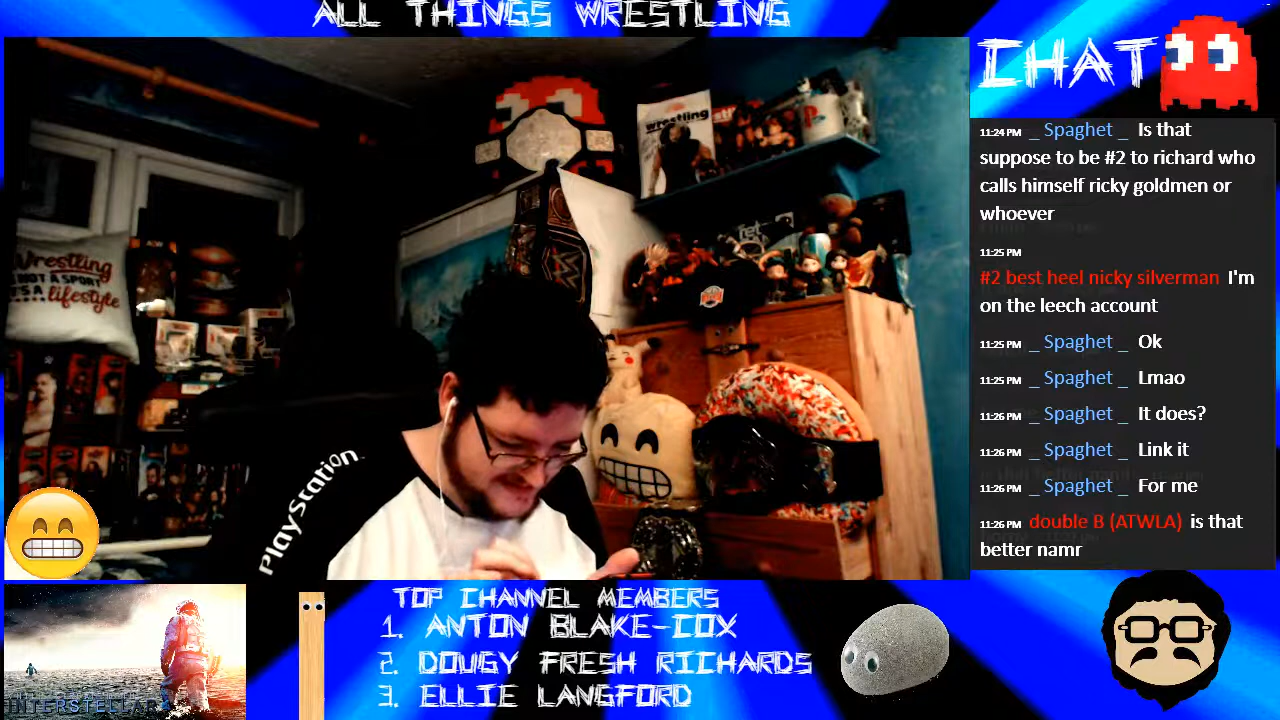 ALL THINGS WRESTLING
CHAT
wrestling
Wrestling
NOT A SPORT
IT'S A lifestyle
PlayStation
11:24 PM _ Spaghet _ Is that
suppose to be #2 to richard who
calls himself ricky goldmen or
whoever
11:25 PM
#2 best heel nicky silverman I'm
on the leech account
11:25 PM _ Spaghet _ Ok
11:25 PM _ Spaghet _ Lmao
11:26 PM _ Spaghet _ It does?
11:26 PM _ Spaghet _ Link it
11:26 PM _ Spaghet _ For me
11:26 PM double B (ATWLA) is that
better namr
INTERSTELLAR
TOP CHANNEL MEMBERS
1. ANTON BLAKE-COX
2. DOUGY FRESH RICHARDS
3. ELLIE LANGFORD